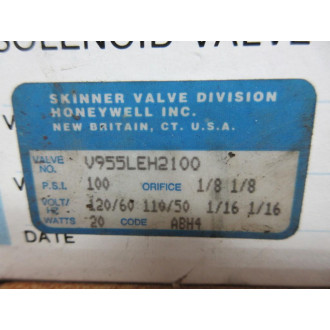 SOLENOID VALVE
SKINNER VALVE DIVISION
HONEYWELL INC.
NEW BRITAIN, CT. U.S.A.
VALVE NO. V955LEH2100
P.S.I. 100 ORIFICE 1/8 1/8
VOLT/HZ 120/60 110/50 1/16 1/16
WATTS 20 CODE ABH4
DATE